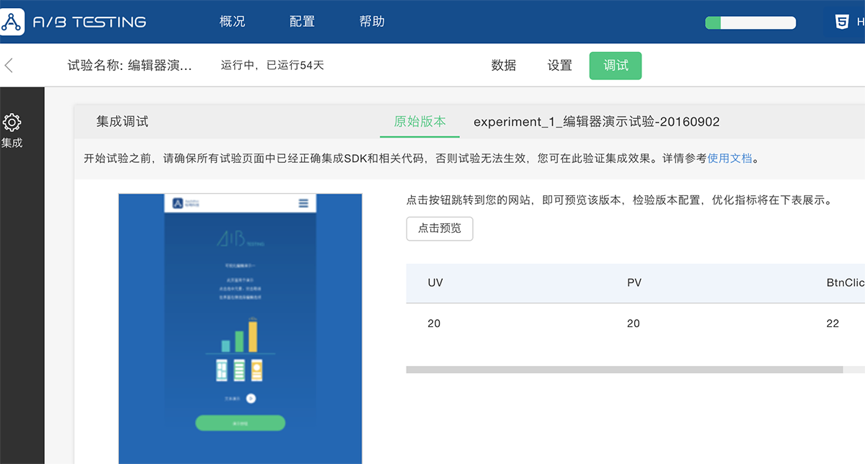 A/B TESTING 概况 配置 帮助 H
试验名称: 编辑器演示... 运行中，已运行54天 数据 设置 调试
集成
集成调试 原始版本 experiment_1_编辑器演示试验-20160902
开始试验之前，请确保所有试验页面中已经正确集成SDK和相关代码，否则试验无法生效，您可在此验证集成效果。详情参考使用文档。
点击按钮跳转到您的网站，即可预览该版本，检验版本配置，优化指标将在下表展示。
点击预览
A/B
UV PV BtnClic
20 20 22